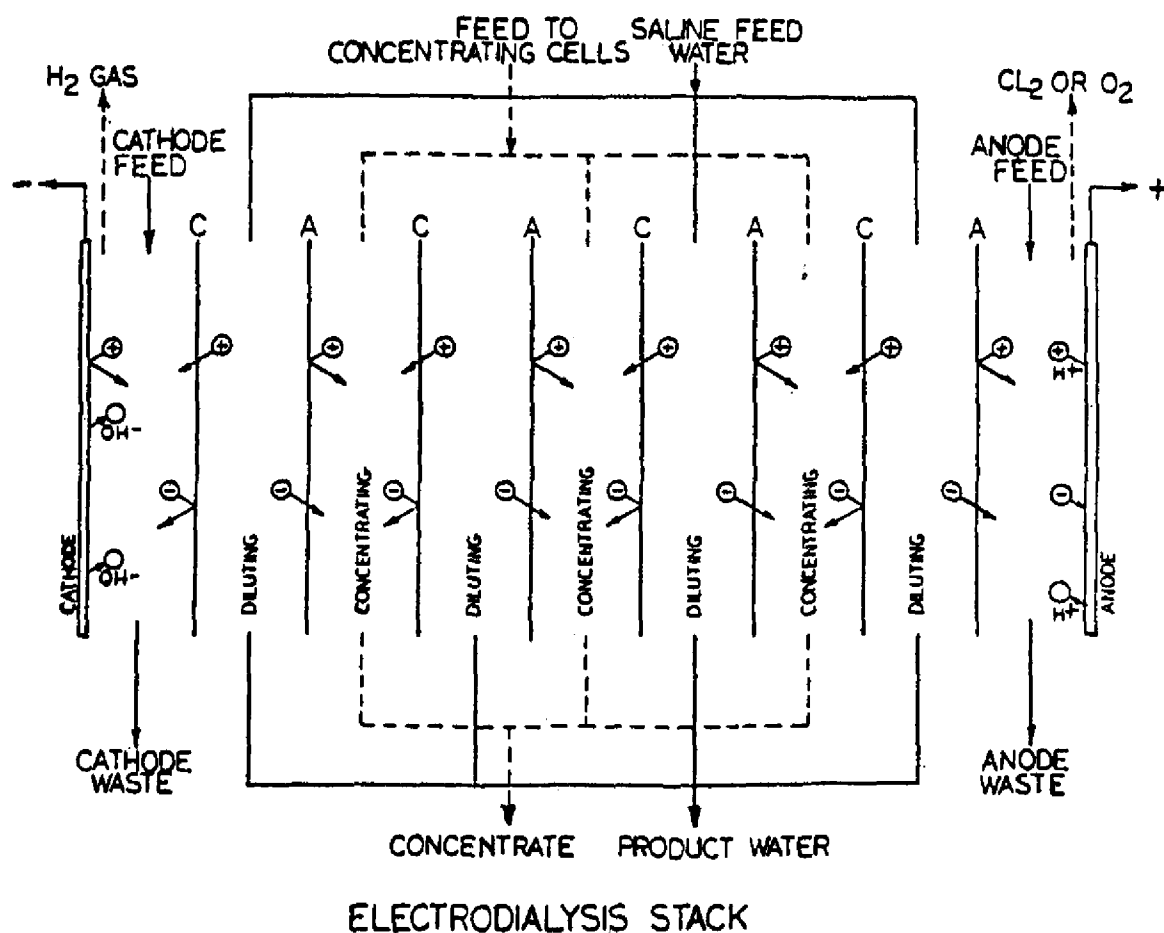 FEED TO
CONCENTRATING CELLS
SALINE FEED
WATER
H2 GAS
CL2 OR O2
CATHODE
FEED
ANODE
FEED
-
+
C
A
C
A
C
A
C
A
+
+
+
+
+
+
+
+
+
+
H+
OH-
-
-
-
-
-
-
-
-
-
CATHODE
OH-
DILUTING
CONCENTRATING
DILUTING
CONCENTRATING
DILUTING
CONCENTRATING
DILUTING
H+
ANODE
CATHODE
WASTE
ANODE
WASTE
CONCENTRATE
PRODUCT WATER
ELECTRODIALYSIS STACK